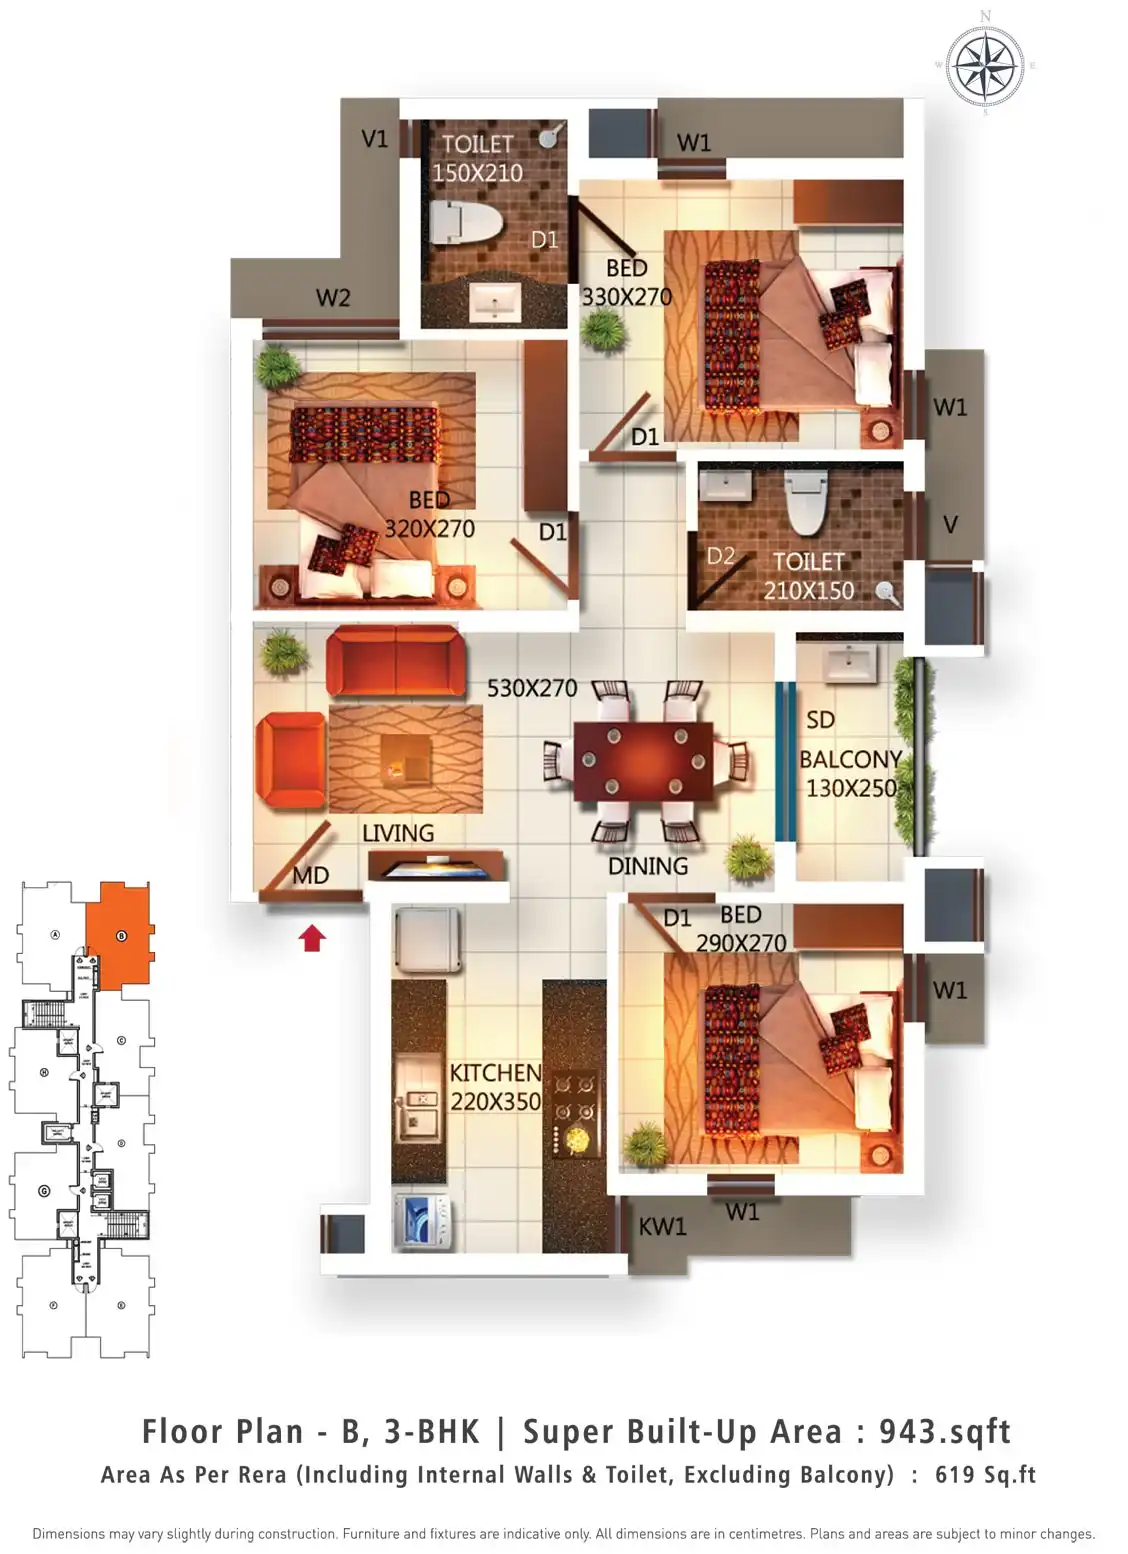 N
W
E
S
V1
TOILET
150X210
D1
W1
W2
BED
330X270
D1
W1
BED
320X270
D1
D2
TOILET
210X150
V
530X270
LIVING
MD
DINING
SD
BALCONY
130X250
D1
BED
290X270
W1
KITCHEN
220X350
KW1
W1
A
B
C
H
D
G
F
E
Floor Plan - B, 3-BHK | Super Built-Up Area : 943.sqft
Area As Per Rera (Including Internal Walls & Toilet, Excluding Balcony) : 619 Sq.ft
Dimensions may vary slightly during construction. Furniture and fixtures are indicative only. All dimensions are in centimetres. Plans and areas are subject to minor changes.